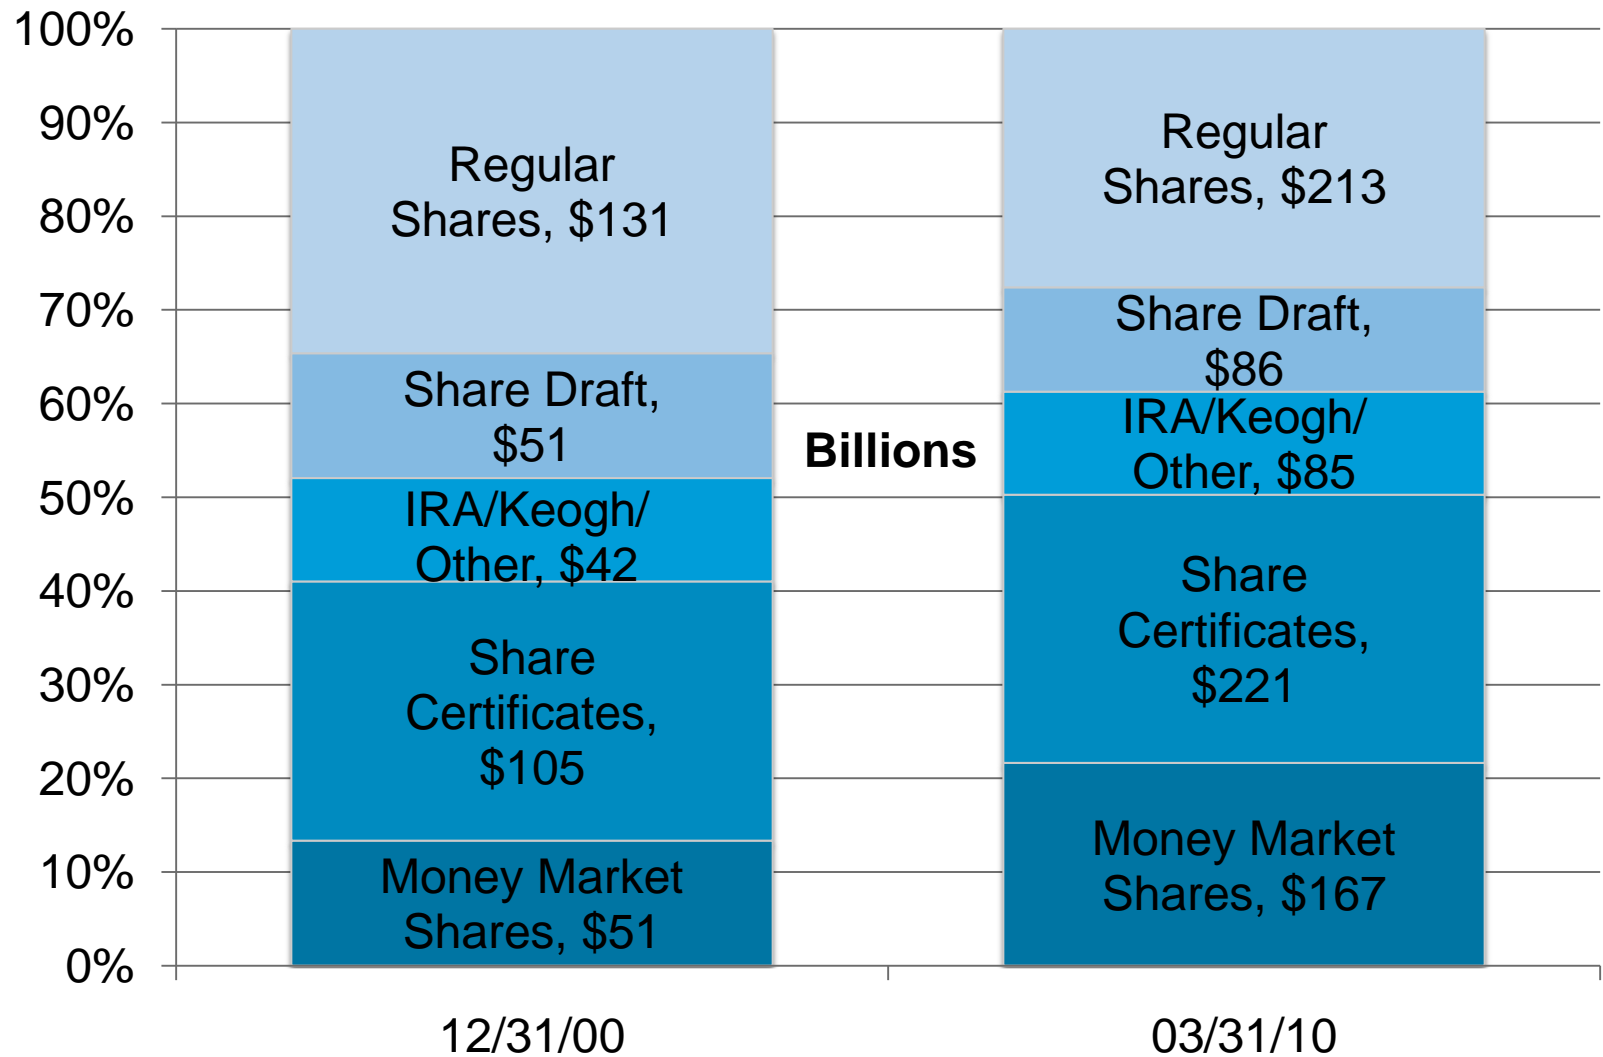 100%
90%
80%
70%
60%
50%
40%
30%
20%
10%
0%
Regular
Shares, $131
Share Draft,
$51
IRA/Keogh/
Other, $42
Share
Certificates,
$105
Money Market
Shares, $51
Billions
Regular
Shares, $213
Share Draft,
$86
IRA/Keogh/
Other, $85
Share
Certificates,
$221
Money Market
Shares, $167
12/31/00
03/31/10